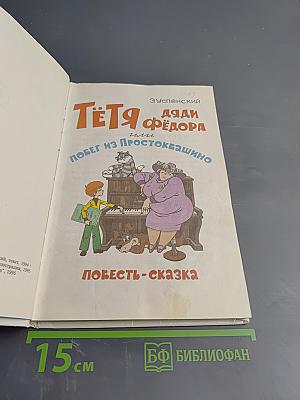 Э.Успенский
ТЁТЯ
ДЯДИ
ФЁДОРА
или
ПОБЕГ ИЗ ПРОСТОКВАШИНО
ПОВЕСТЬ-СКАЗКА
15 см
БФ БИБЛИОФАН